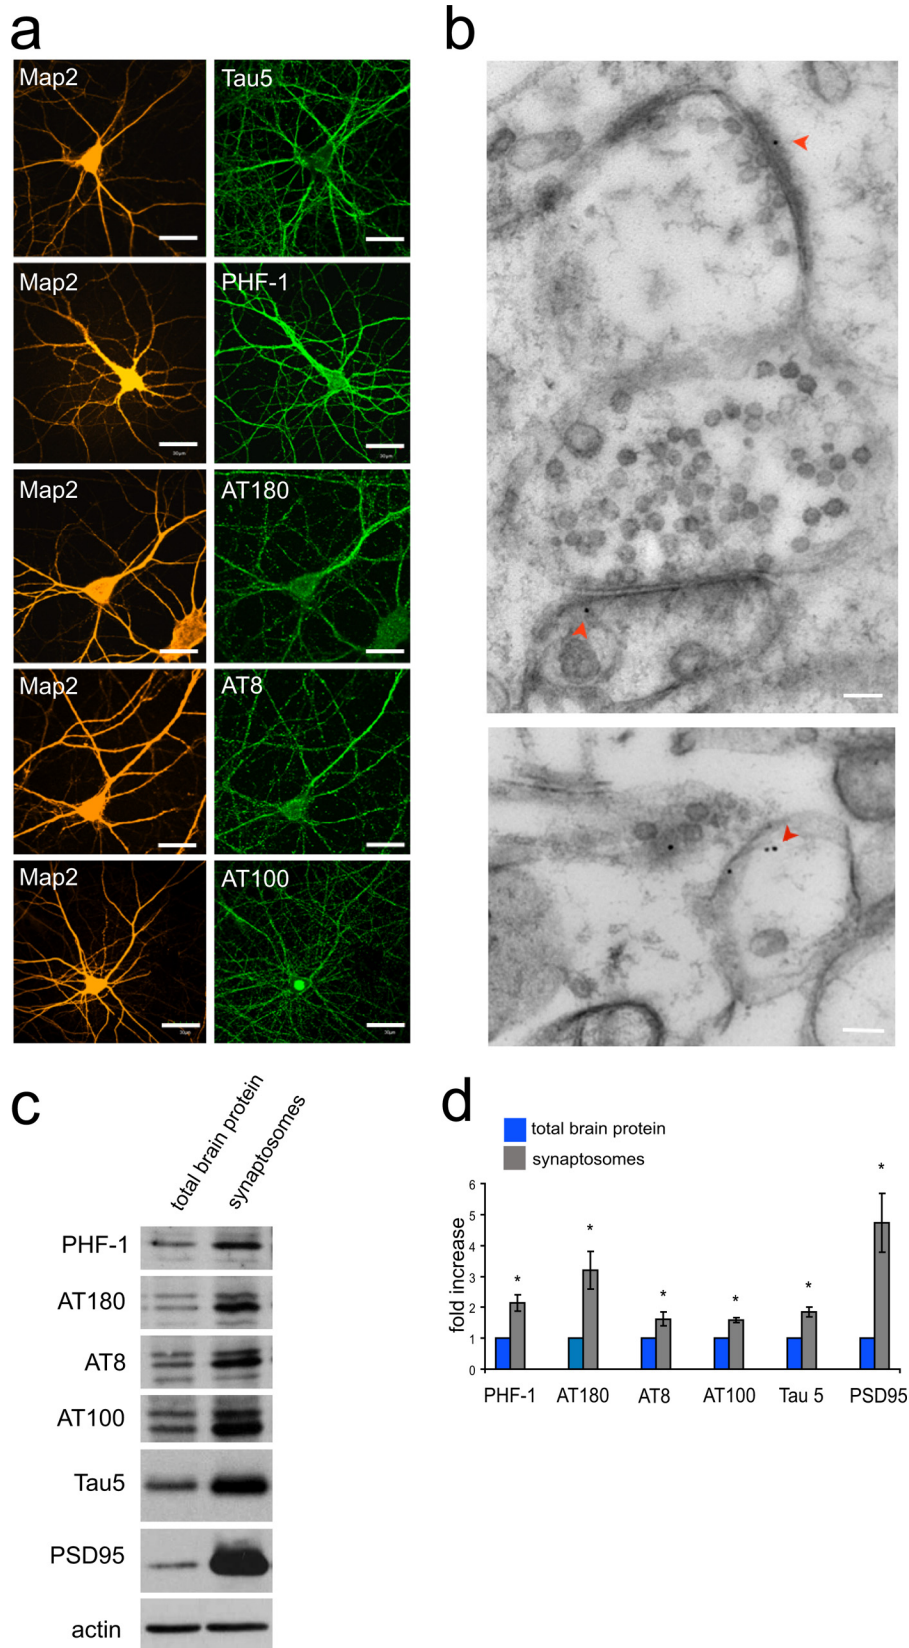 a
b
Map2
Tau5
Map2
PHF-1
Map2
AT180
Map2
AT8
Map2
AT100
c
total brain protein
synaptosomes
PHF-1
AT180
AT8
AT100
Tau5
PSD95
actin
d
total brain protein
synaptosomes
fold increase
6
5
4
3
2
1
0
*
*
*
*
*
*
PHF-1
AT180
AT8
AT100
Tau 5
PSD95